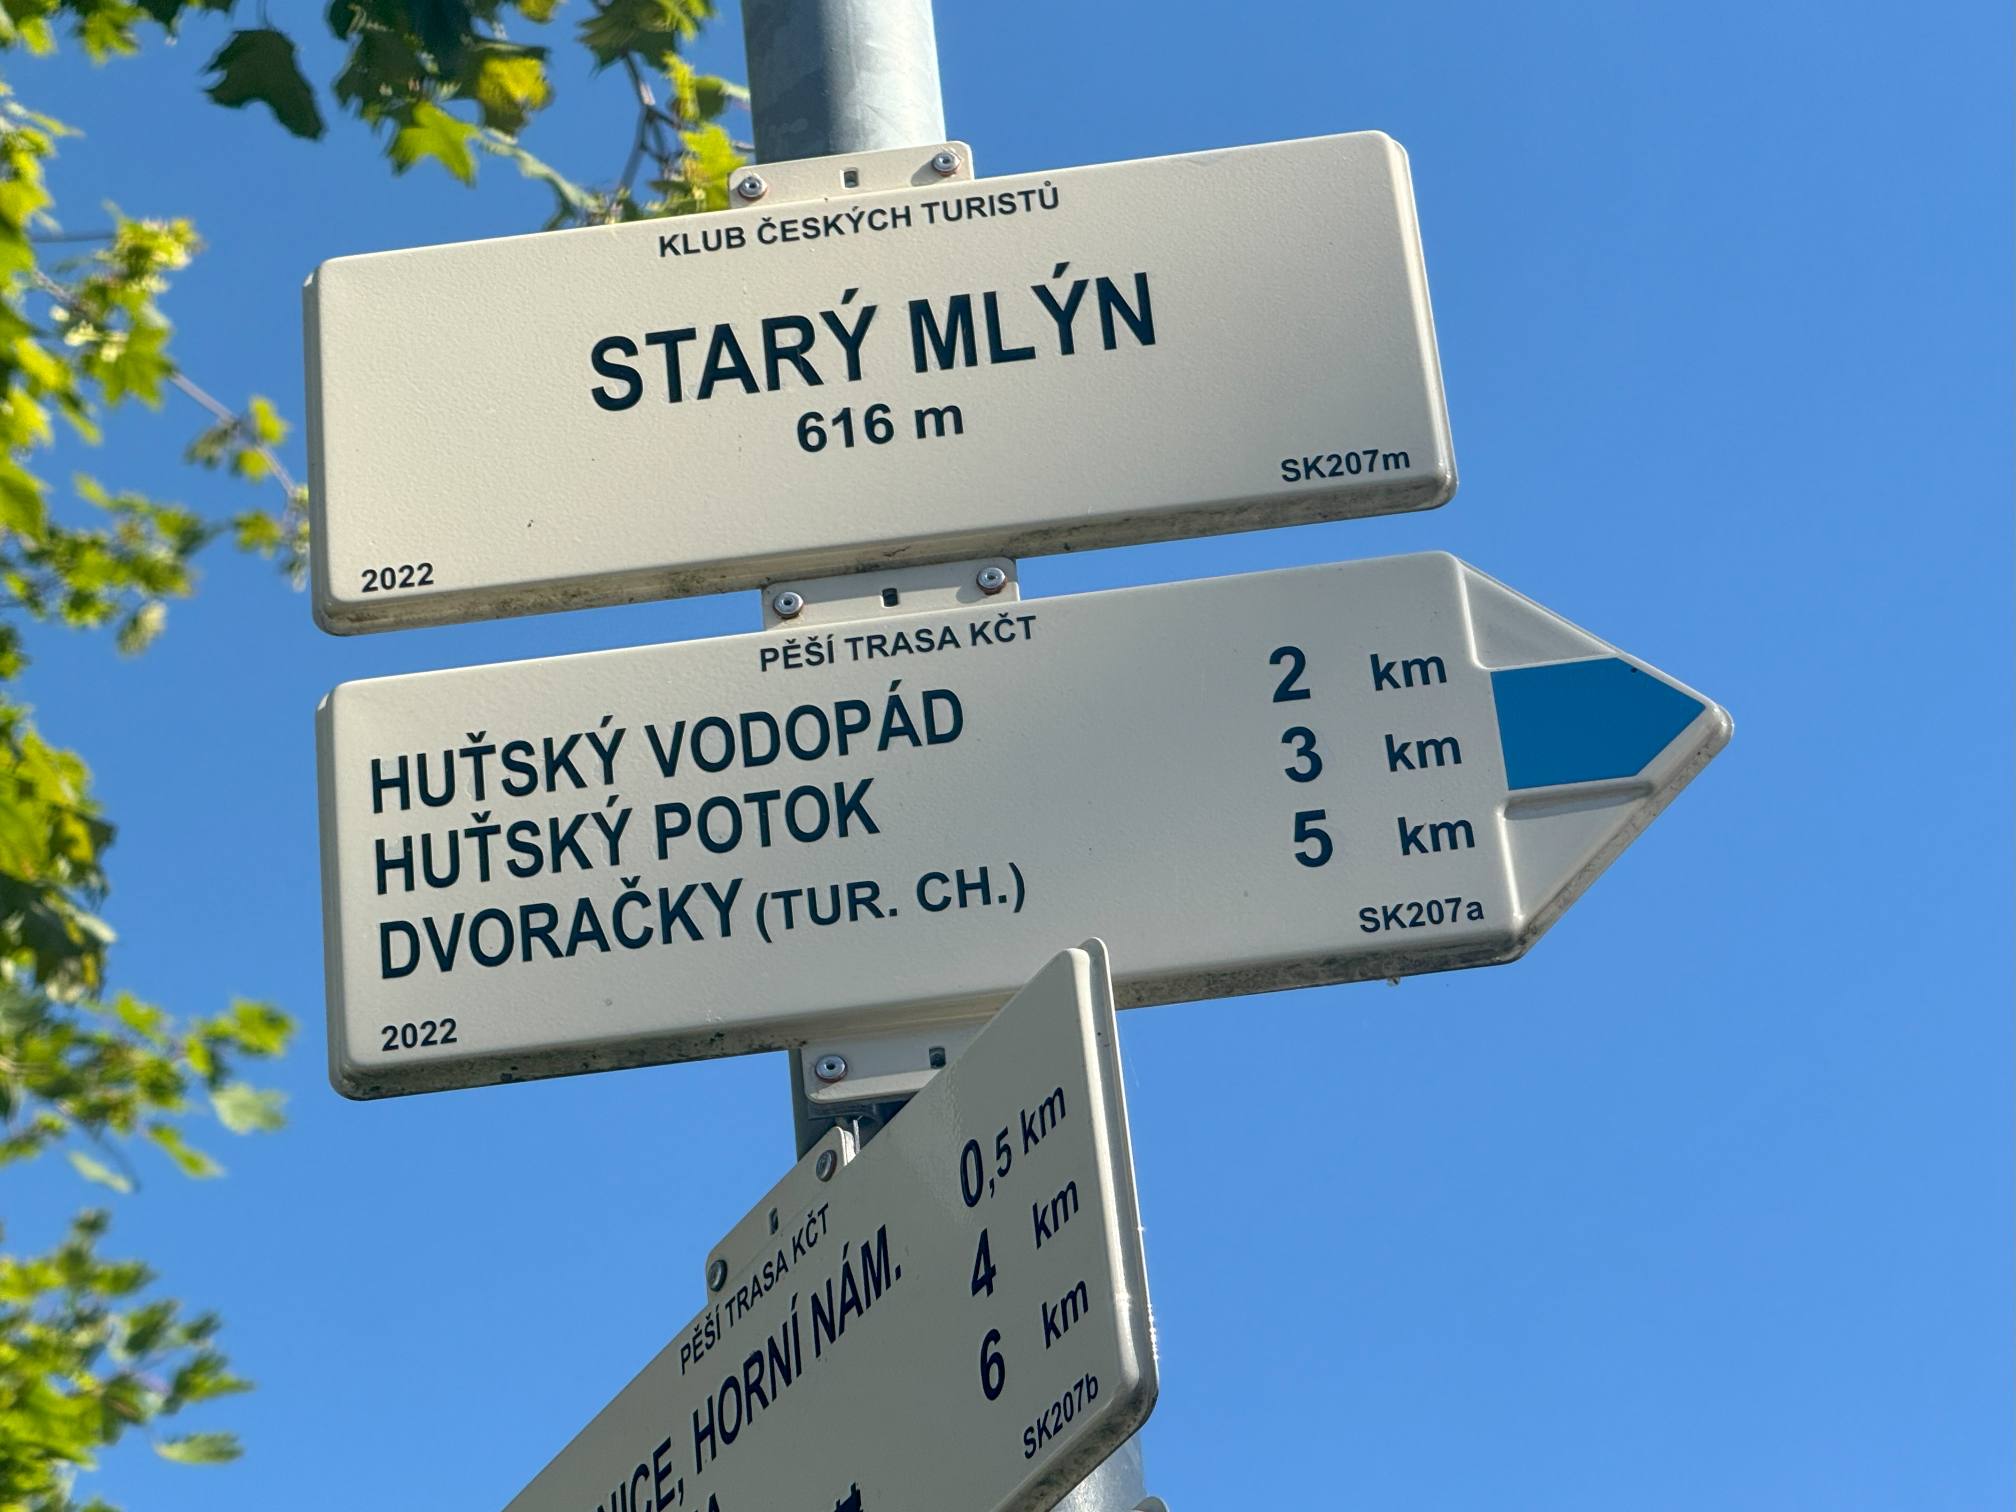 KLUB ČESKÝCH TURISTŮ
STARÝ MLÝN
616 m
SK207m
2022
PĚŠÍ TRASA KČT
HUŤSKÝ VODOPÁD 2 km
HUŤSKÝ POTOK 3 km
DVORAČKY (TUR. CH.) 5 km
SK207a
2022
PĚŠÍ TRASA KČT
HORNÍ NÁM. 0,5 km
4 km
6 km
SK207b